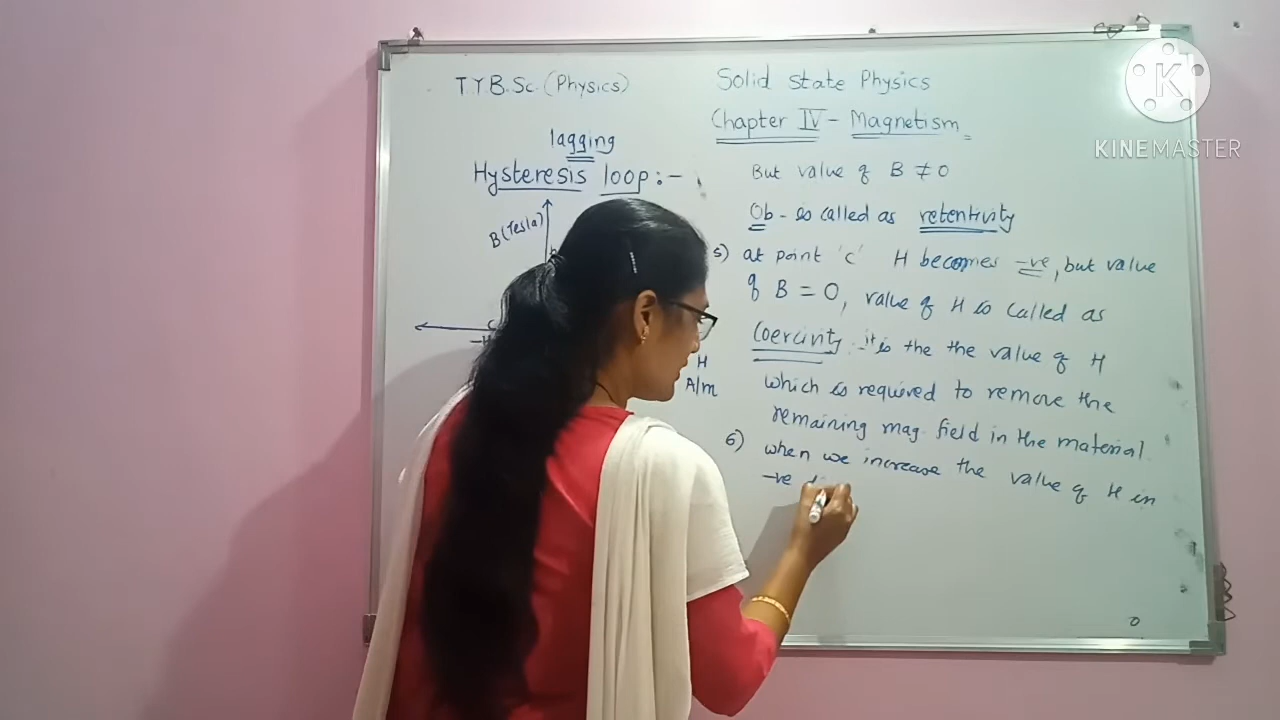 T.Y.B.Sc. (Physics)
Solid State Physics
Chapter IV - Magnetism
lagging
Hysteresis loop :-
B (Tesla)
C
-H
H
A/m
But value of B ≠ 0
Ob - is called as retentivity
5) at point 'c' H becomes -ve, but value
of B = 0, value of H is called as
Coercivity. it is the the value of H
which is required to remove the
remaining mag. field in the material
6) when we increase the value of H in
-ve
K
KINEMASTER